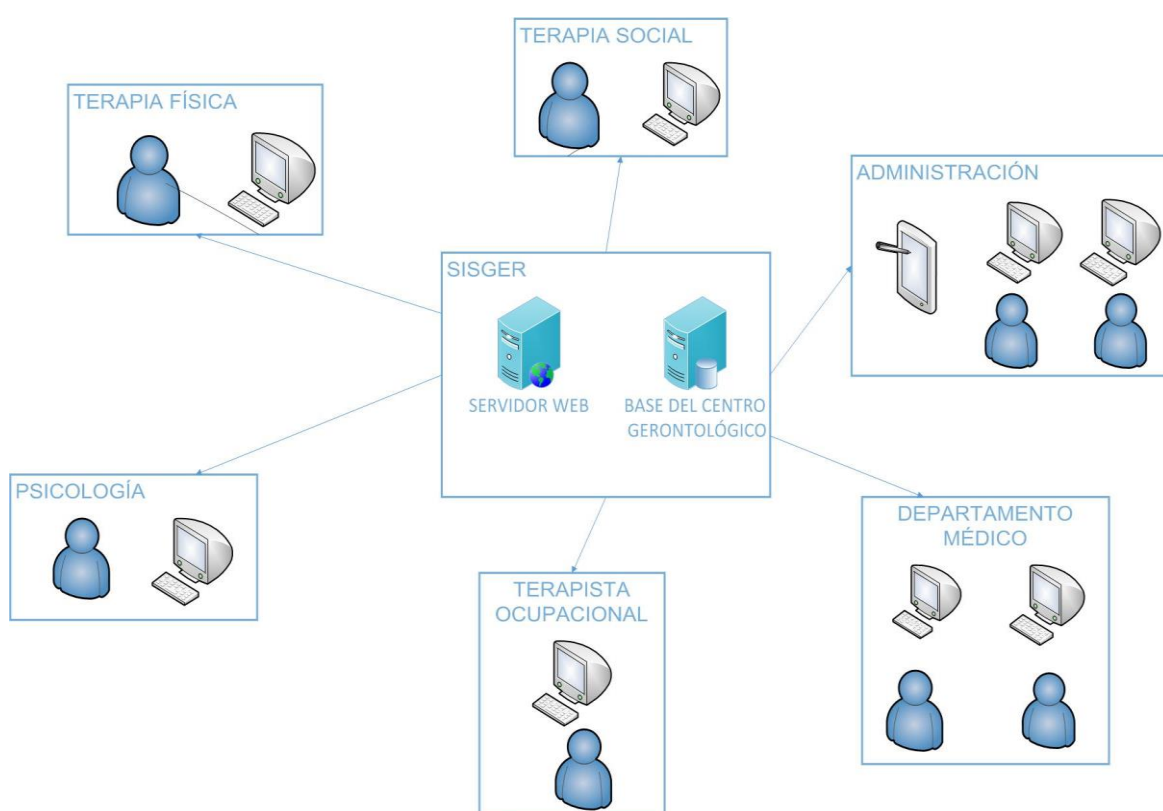 TERAPIA SOCIAL
TERAPIA FÍSICA
ADMINISTRACIÓN
SISGER
SERVIDOR WEB
BASE DEL CENTRO
GERONTOLÓGICO
PSICOLOGÍA
DEPARTAMENTO
MÉDICO
TERAPISTA
OCUPACIONAL